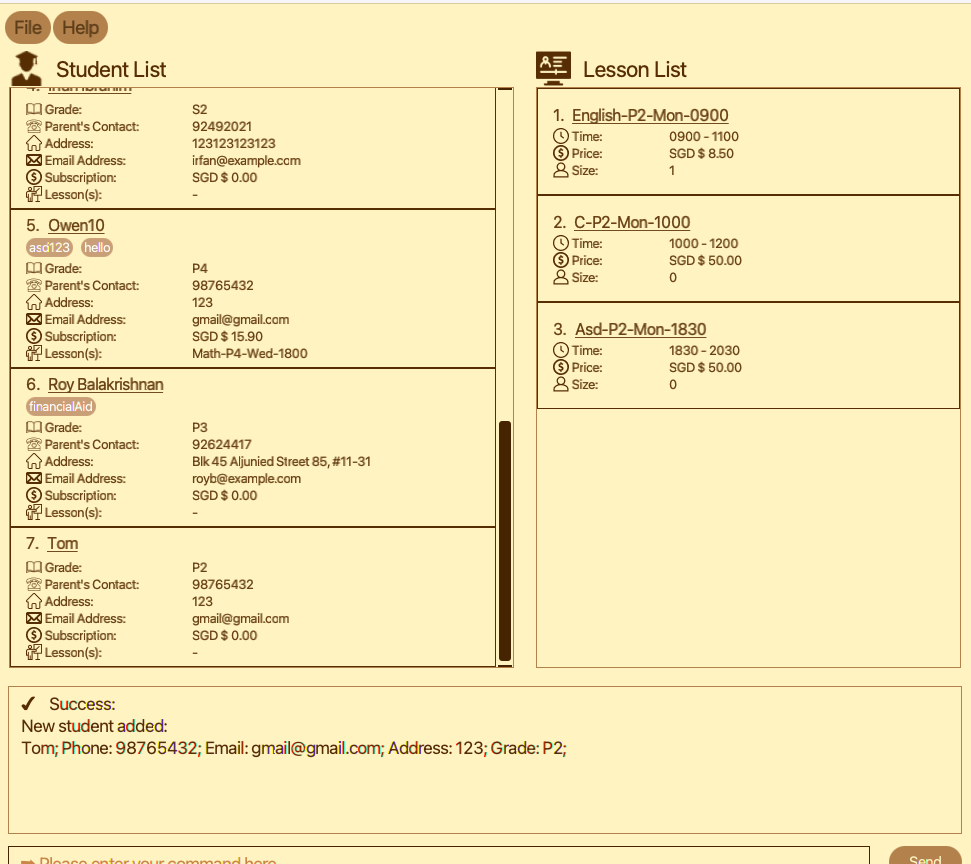 File Help
Student List
4. Irfan Ibrahim
Grade: S2
Parent's Contact: 92492021
Address: 123123123123
Email Address: irfan@example.com
Subscription: SGD $ 0.00
Lesson(s): -
5. Owen10
asd123 hello
Grade: P4
Parent's Contact: 98765432
Address: 123
Email Address: gmail@gmail.com
Subscription: SGD $ 15.90
Lesson(s): Math-P4-Wed-1800
6. Roy Balakrishnan
financialAid
Grade: P3
Parent's Contact: 92624417
Address: Blk 45 Aljunied Street 85, #11-31
Email Address: royb@example.com
Subscription: SGD $ 0.00
Lesson(s): -
7. Tom
Grade: P2
Parent's Contact: 98765432
Address: 123
Email Address: gmail@gmail.com
Subscription: SGD $ 0.00
Lesson(s): -
Lesson List
1. English-P2-Mon-0900
Time: 0900 - 1100
Price: SGD $ 8.50
Size: 1
2. C-P2-Mon-1000
Time: 1000 - 1200
Price: SGD $ 50.00
Size: 0
3. Asd-P2-Mon-1830
Time: 1830 - 2030
Price: SGD $ 50.00
Size: 0
✔ Success:
New student added:
Tom; Phone: 98765432; Email: gmail@gmail.com; Address: 123; Grade: P2;
➡ Please enter your command here
Send